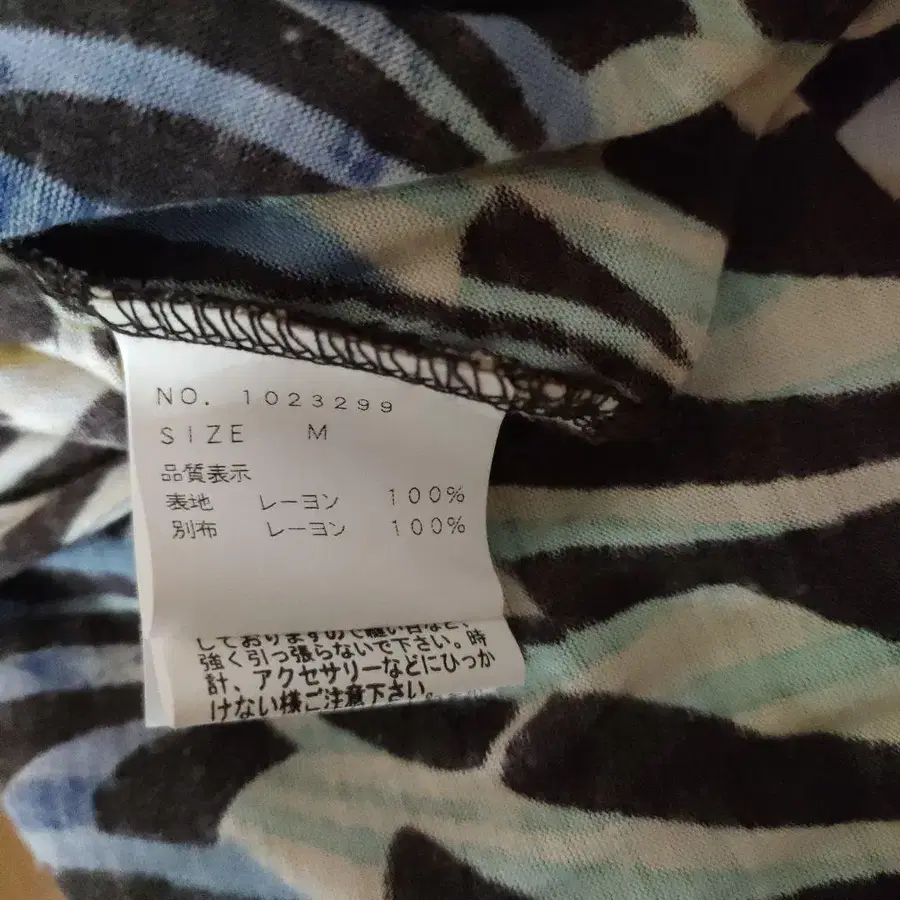 NO. 1023299
SIZE M
品質表示
表地 レーヨン 100%
別布 レーヨン 100%
しておりますので縫い目など、
強く引っ張らないで下さい。時
計、アクセサリーなどにひっか
けない様ご注意下さい。